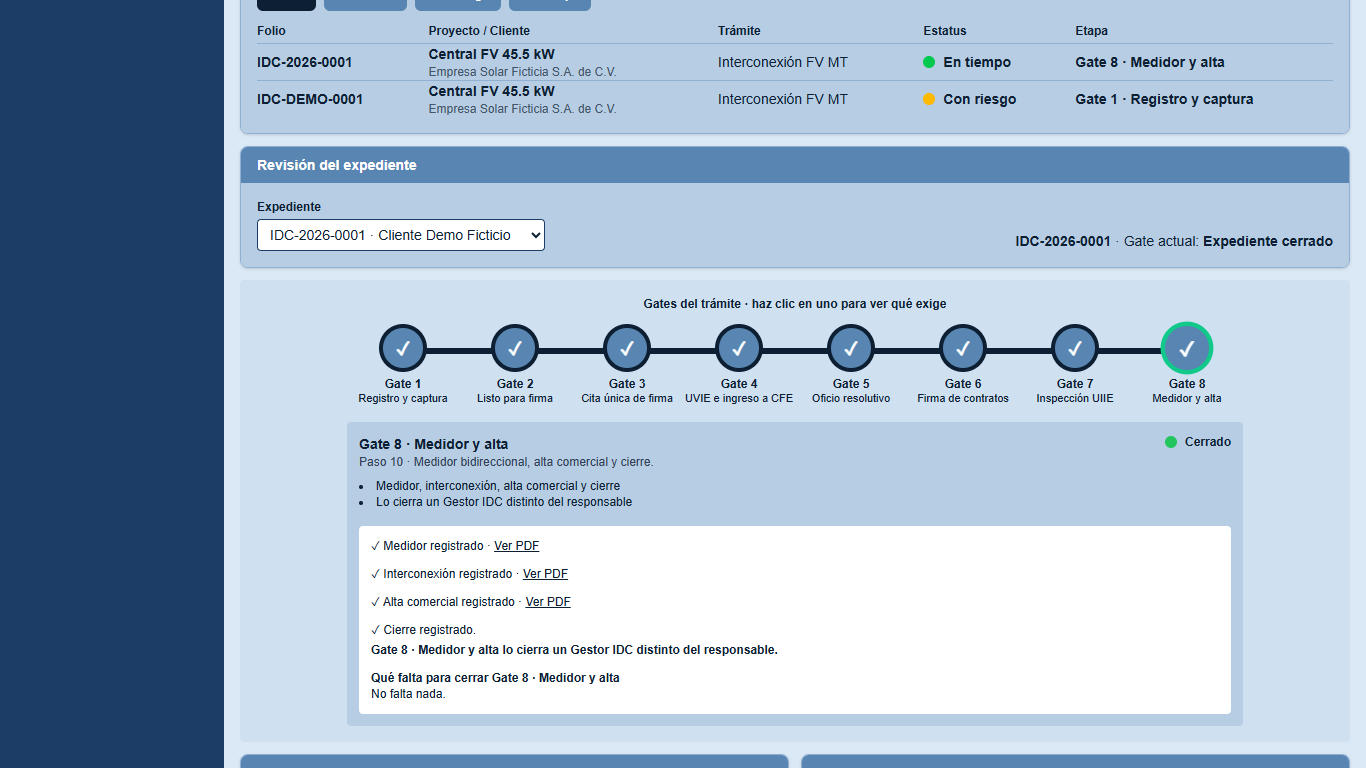 Folio Proyecto / Cliente Trámite Estatus Etapa
IDC-2026-0001 Central FV 45.5 kW Interconexión FV MT En tiempo Gate 8 · Medidor y alta
Empresa Solar Ficticia S.A. de C.V.
IDC-DEMO-0001 Central FV 45.5 kW Interconexión FV MT Con riesgo Gate 1 · Registro y captura
Empresa Solar Ficticia S.A. de C.V.
Revisión del expediente
Expediente
IDC-2026-0001 · Cliente Demo Ficticio
IDC-2026-0001 · Gate actual: Expediente cerrado
Gates del trámite · haz clic en uno para ver qué exige
Gate 1 Gate 2 Gate 3 Gate 4 Gate 5 Gate 6 Gate 7 Gate 8
Registro y captura Listo para firma Cita única de firma UVIE e ingreso a CFE Oficio resolutivo Firma de contratos Inspección UIIE Medidor y alta
Gate 8 · Medidor y alta Cerrado
Paso 10 · Medidor bidireccional, alta comercial y cierre.
• Medidor, interconexión, alta comercial y cierre
• Lo cierra un Gestor IDC distinto del responsable
✓ Medidor registrado · Ver PDF
✓ Interconexión registrado · Ver PDF
✓ Alta comercial registrado · Ver PDF
✓ Cierre registrado.
Gate 8 · Medidor y alta lo cierra un Gestor IDC distinto del responsable.
Qué falta para cerrar Gate 8 · Medidor y alta
No falta nada.